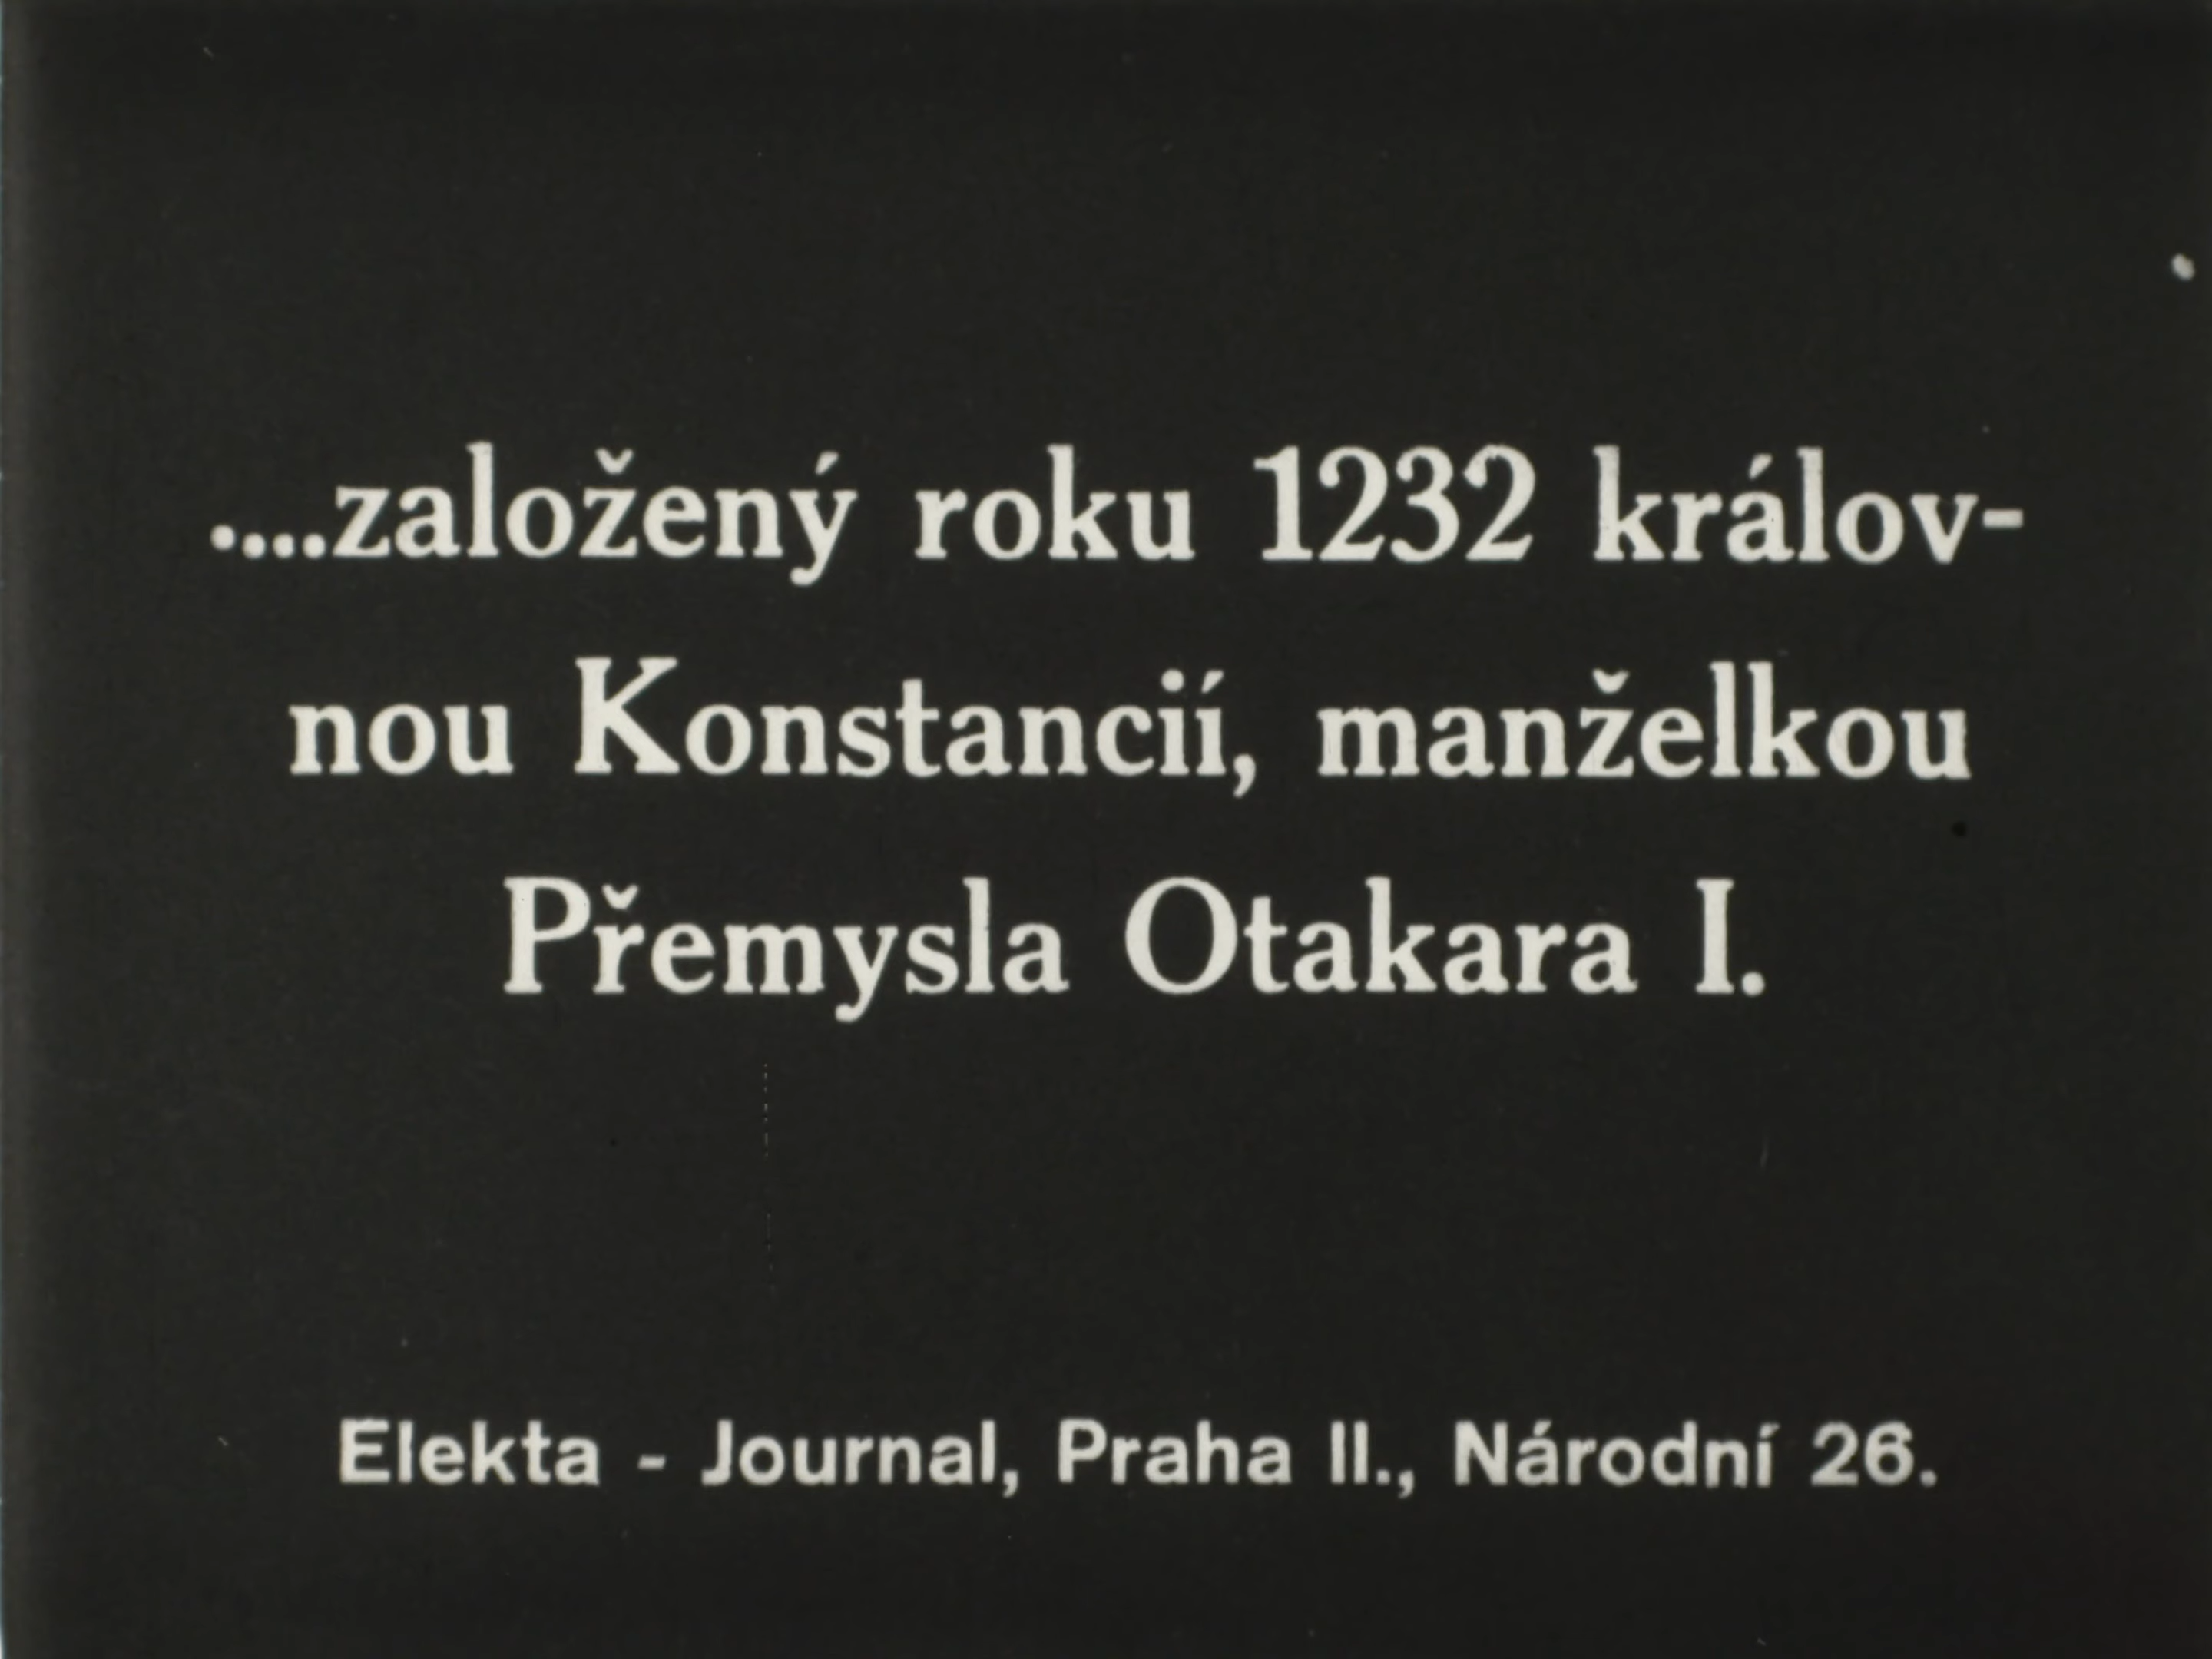 ....založený roku 1232 králov-
nou Konstancií, manželkou
Přemysla Otakara I.
Elekta - Journal, Praha II., Národní 26.